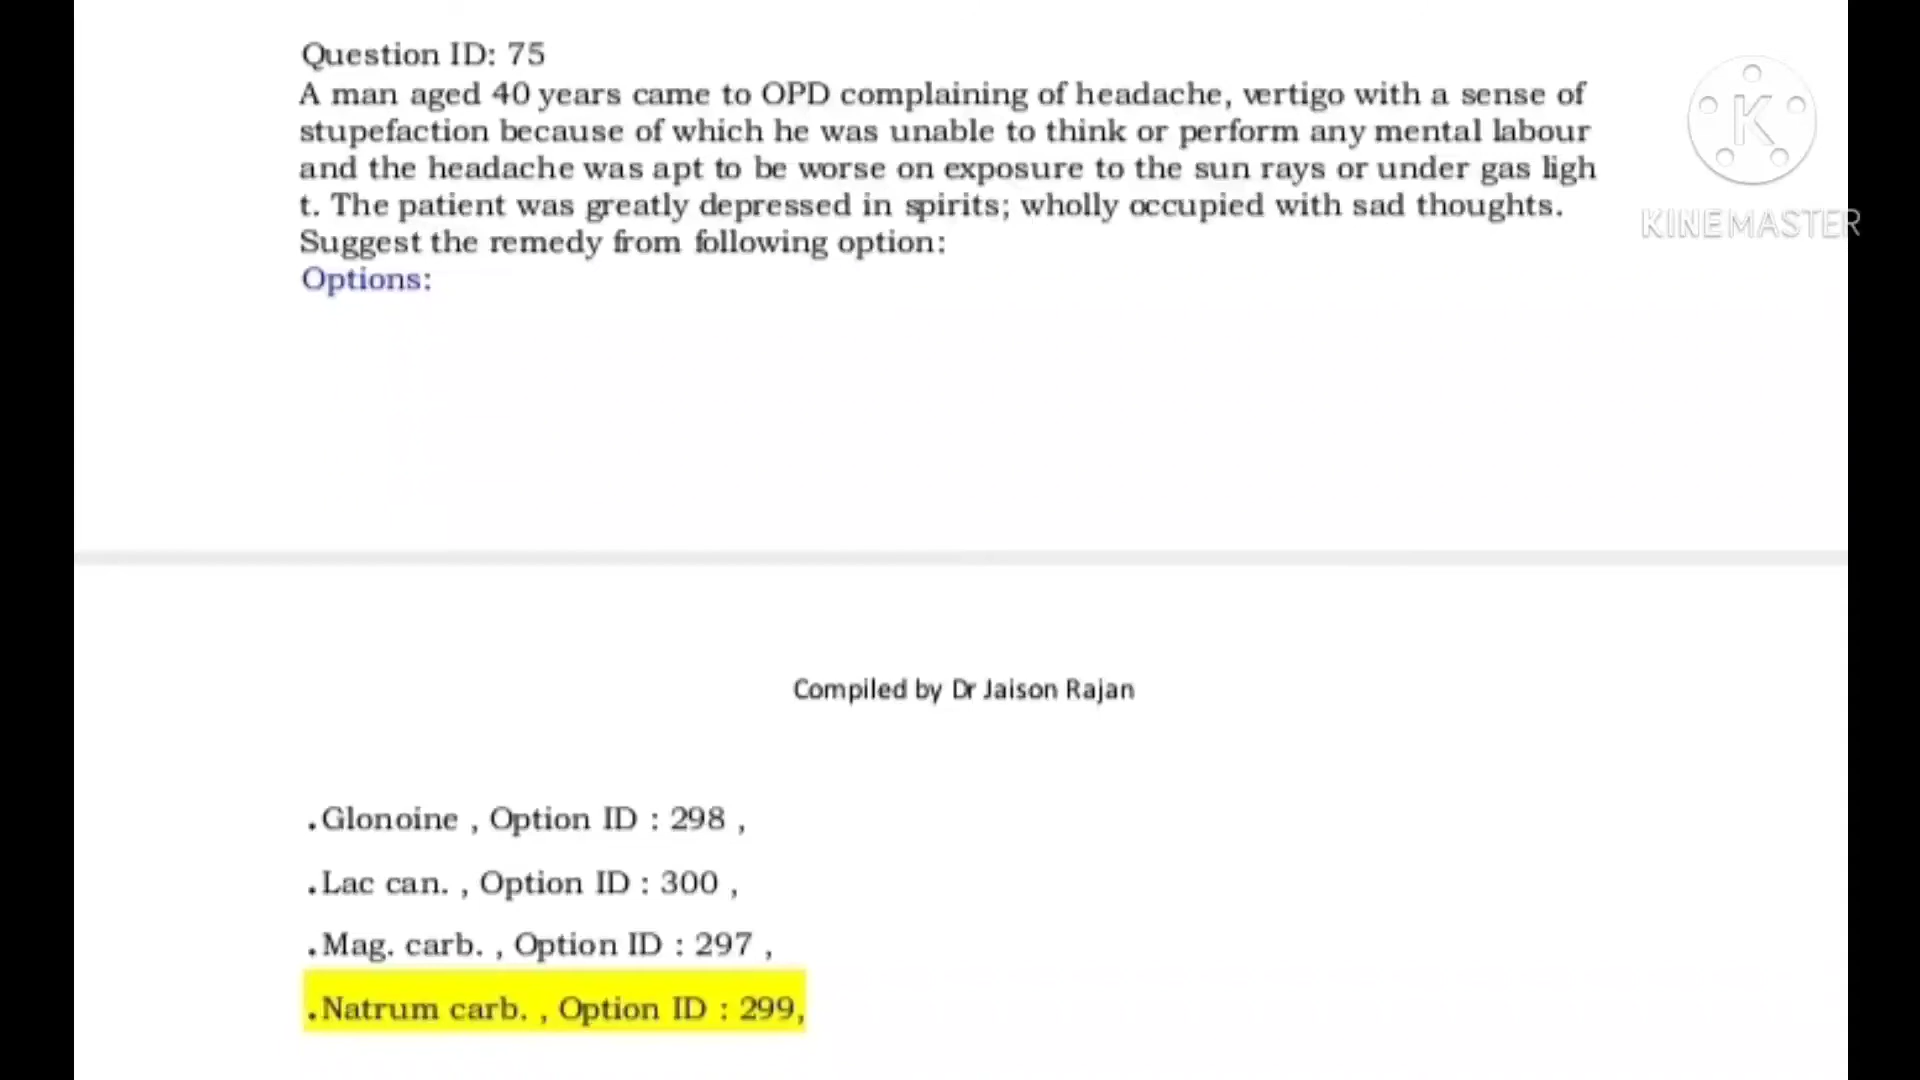 Question ID: 75
A man aged 40 years came to OPD complaining of headache, vertigo with a sense of
stupefaction because of which he was unable to think or perform any mental labour
and the headache was apt to be worse on exposure to the sun rays or under gas ligh
t. The patient was greatly depressed in spirits; wholly occupied with sad thoughts.
Suggest the remedy from following option:
Options:
K
KINEMASTER
Compiled by Dr Jaison Rajan
.Glonoine , Option ID : 298 ,
.Lac can. , Option ID : 300 ,
.Mag. carb. , Option ID : 297 ,
.Natrum carb. , Option ID : 299,